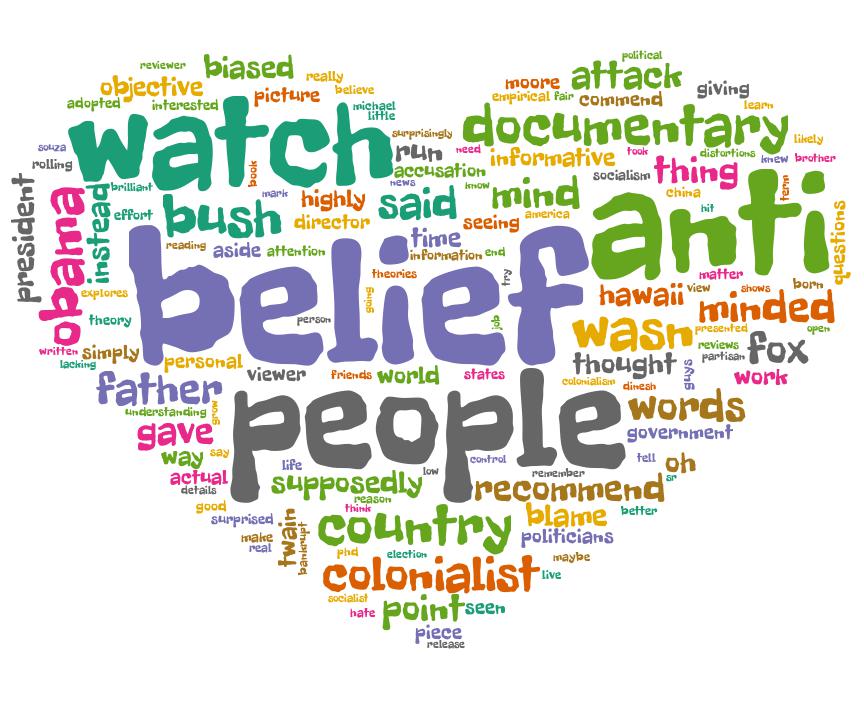 political
reviewer
biased
really
objective
believe
adopted
interested
picture
michael
little
moore
attack
giving
empirical
fair
commend
learn
watch
surprisingly
documentary
likely
souza
rolling
run
need
informative
took
distortions
knew
brother
book
accusation
socialism
thing
term
president
obama
instead
brilliant
mark
highly
news
know
mind
china
anti
effort
bush
director
said
seeing
america
hit
questions
reading
aside
attention
time
information
end
belief
theories
try
matter
explores
going
hawaii
view
shows
born
minded
theory
person
job
wasn
presented
open
written
simply
reviews
fox
lacking
personal
viewer
friends
world
states
thought
partisan
guys
work
father
colonialism
dinesh
people
words
understanding
grow
gave
government
way
say
life
low
control
tell
oh
actual
supposedly
remember
sr
details
reason
recommend
good
think
surprised
twain
country
blame
better
make
bankrupt
politicians
real
phd
election
maybe
colonialist
live
socialist
hate
point
seen
piece
release